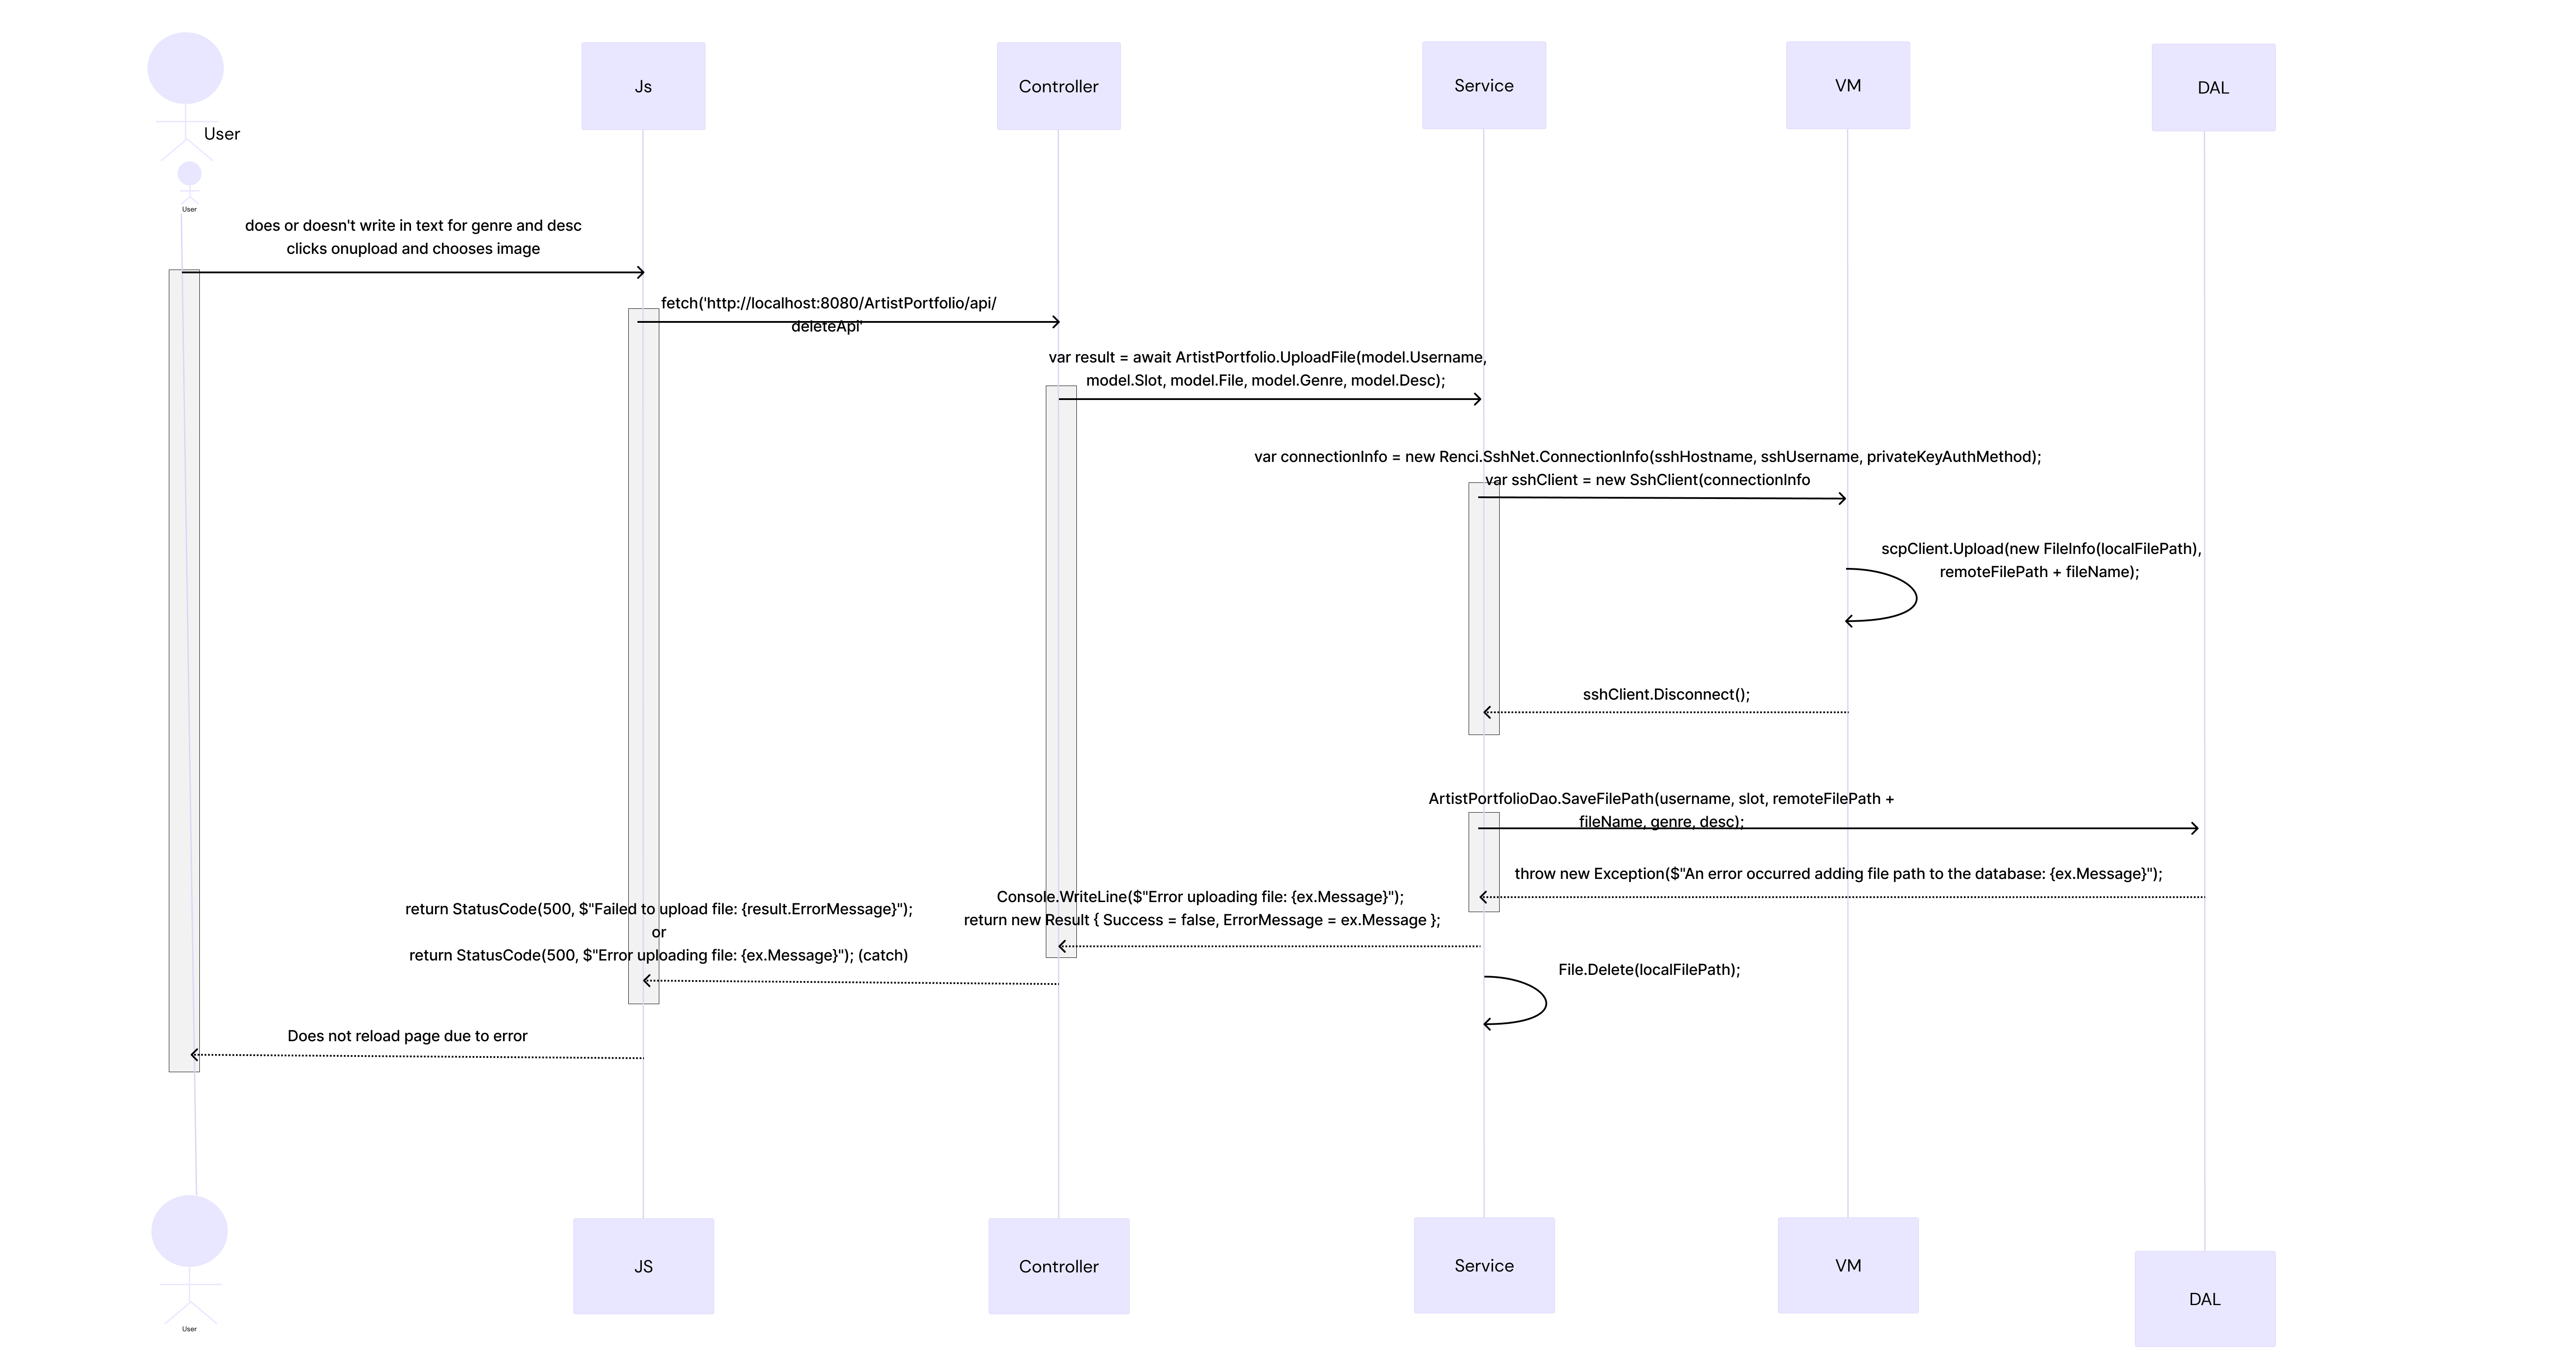 Js
Controller
Service
VM
DAL
User
User
does or doesn't write in text for genre and desc
clicks onupload and chooses image
fetch('http://localhost:8080/ArtistPortfolio/api/
deleteApi'
var result = await ArtistPortfolio.UploadFile(model.Username,
model.Slot, model.File, model.Genre, model.Desc);
var connectionInfo = new Renci.SshNet.ConnectionInfo(sshHostname, sshUsername, privateKeyAuthMethod);
var sshClient = new SshClient(connectionInfo
scpClient.Upload(new FileInfo(localFilePath),
remoteFilePath + fileName);
sshClient.Disconnect();
ArtistPortfolioDao.SaveFilePath(username, slot, remoteFilePath +
fileName, genre, desc);
throw new Exception($"An error occurred adding file path to the database: {ex.Message}");
Console.WriteLine($"Error uploading file: {ex.Message}");
return new Result { Success = false, ErrorMessage = ex.Message };
return StatusCode(500, $"Failed to upload file: {result.ErrorMessage}");
or
return StatusCode(500, $"Error uploading file: {ex.Message}"); (catch)
File.Delete(localFilePath);
Does not reload page due to error
JS
Controller
Service
VM
DAL
User